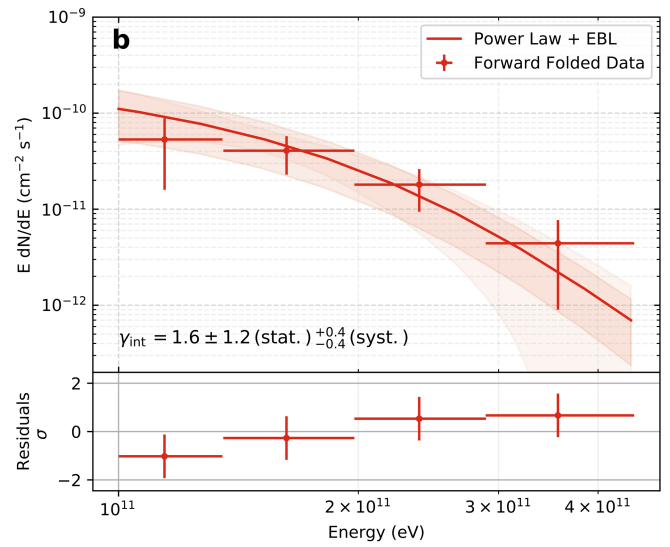 b
Power Law + EBL
Forward Folded Data
E dN/dE (cm⁻² s⁻¹)
10⁻⁹
10⁻¹⁰
10⁻¹¹
10⁻¹²
γ_int = 1.6 ± 1.2 (stat.) +0.4 −0.4 (syst.)
Residuals
σ
2
0
−2
10¹¹
2 × 10¹¹
3 × 10¹¹
4 × 10¹¹
Energy (eV)